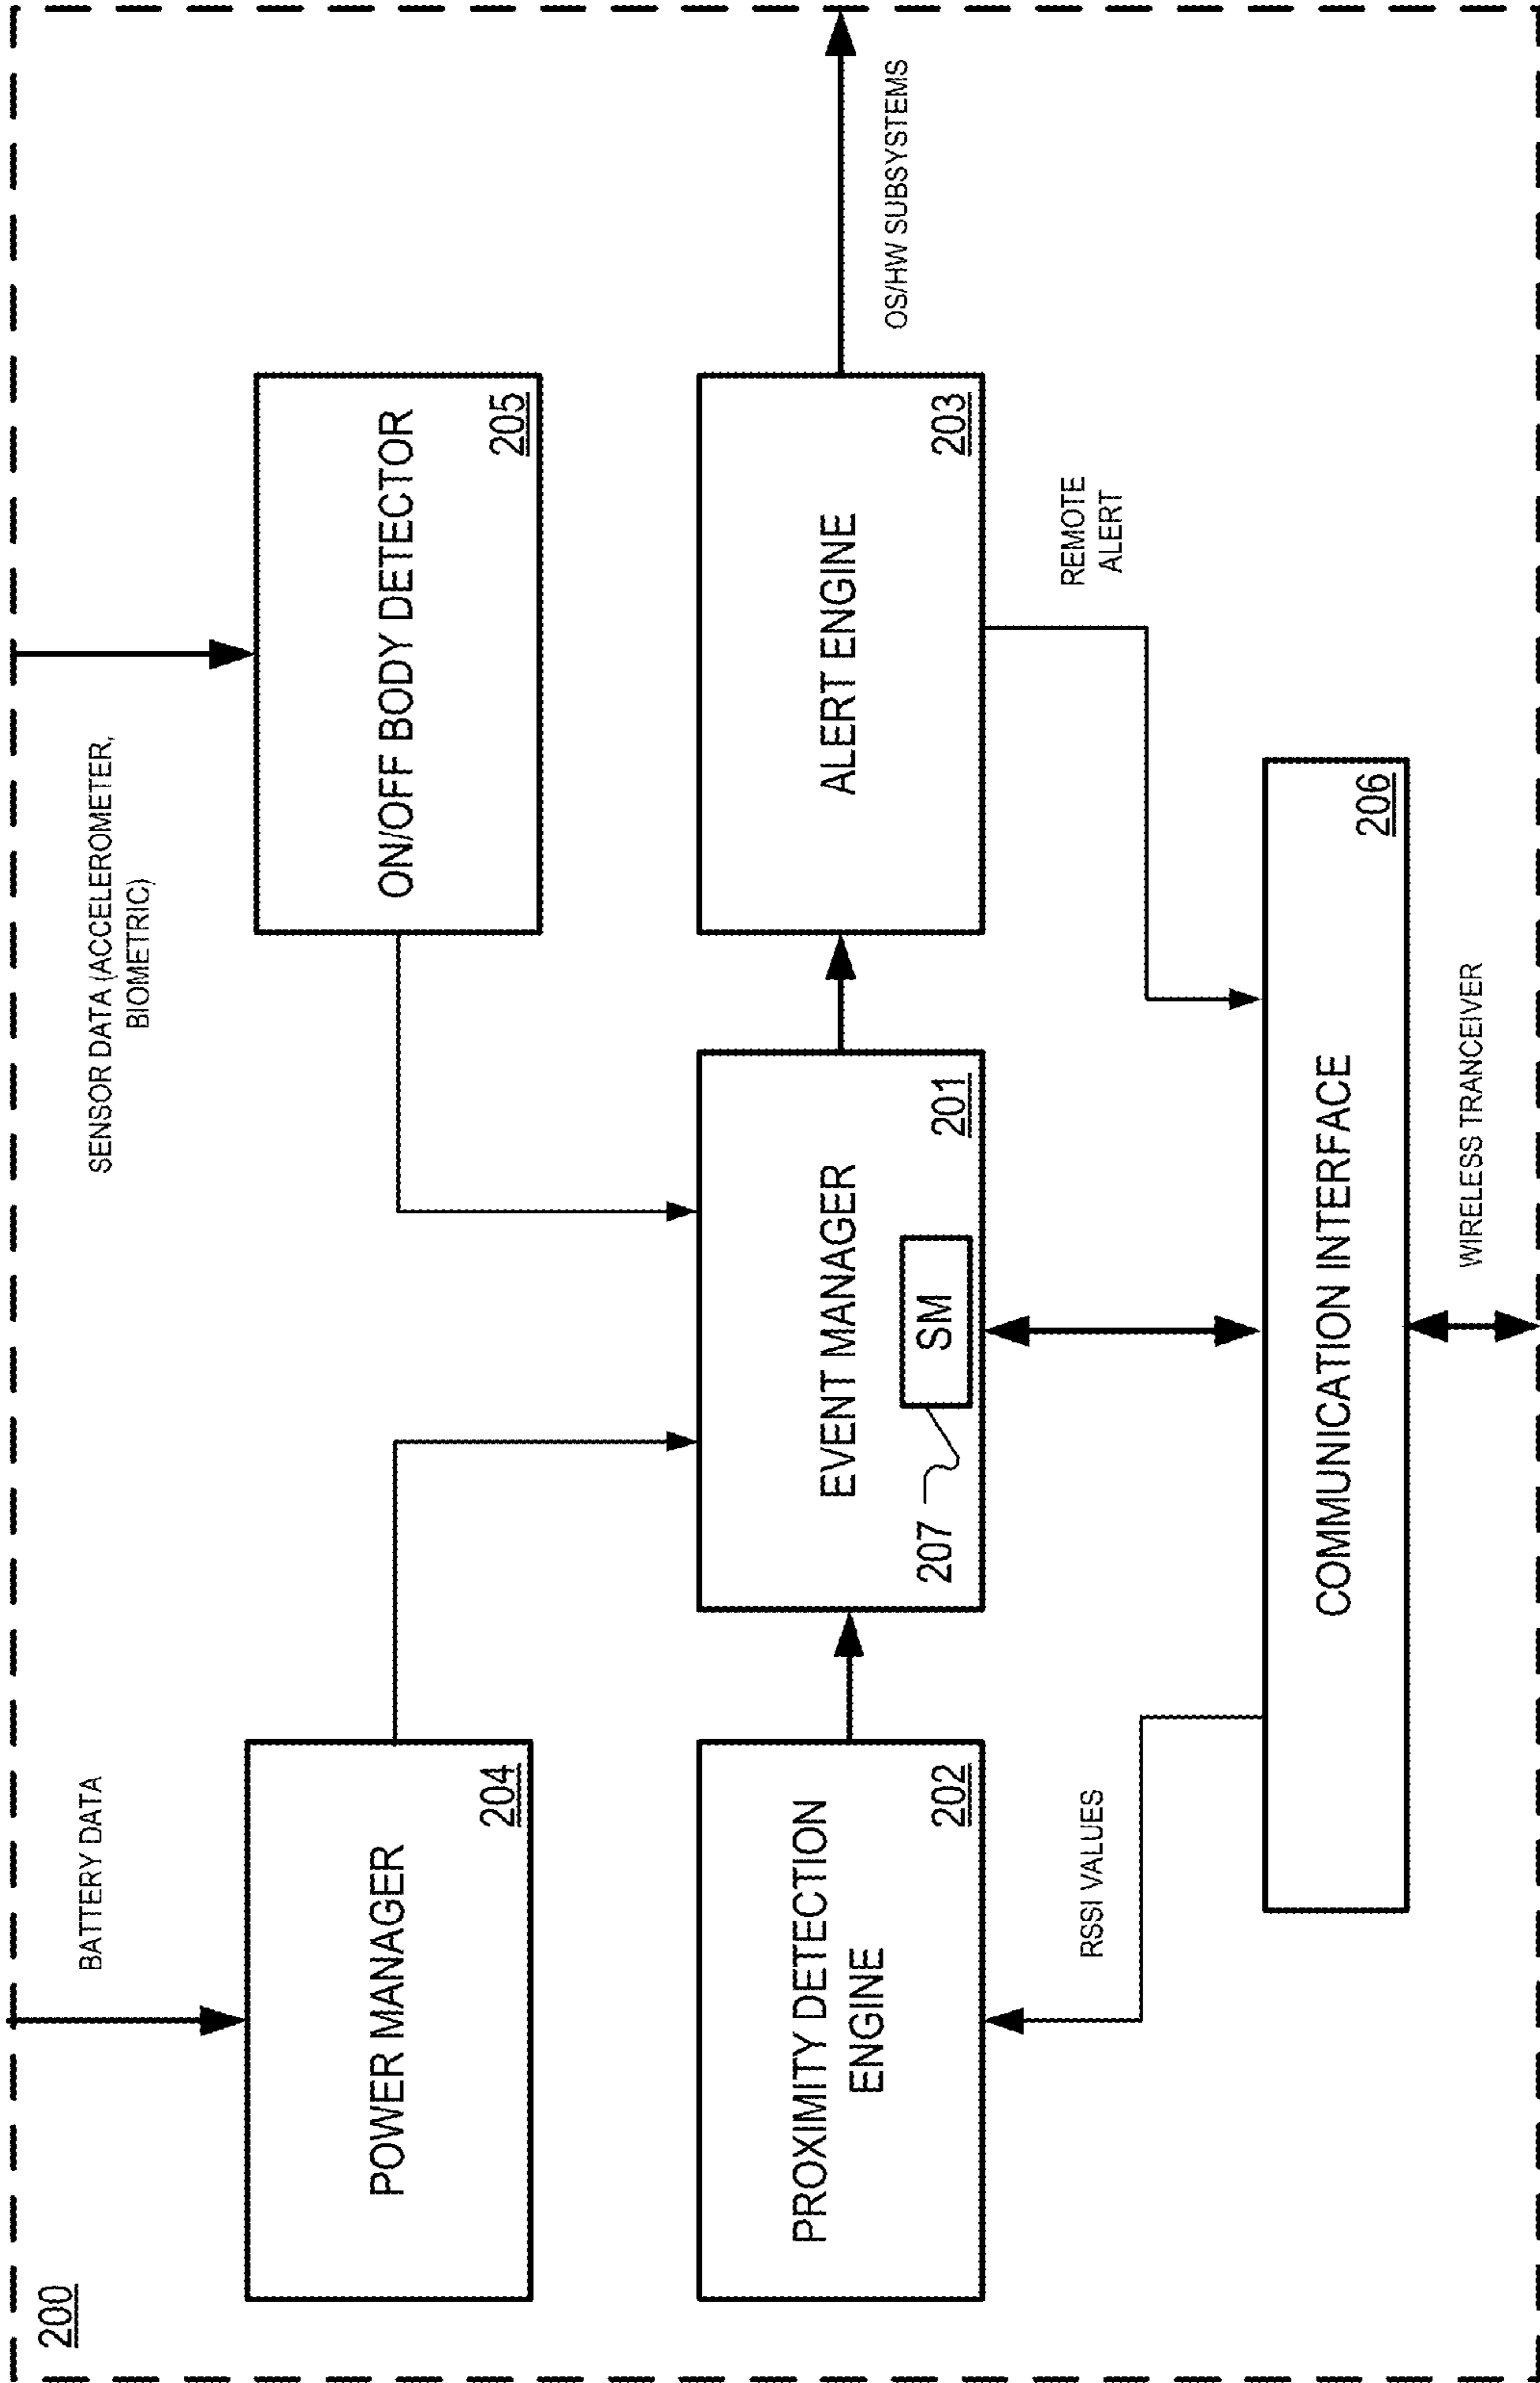 200
BATTERY DATA
SENSOR DATA (ACCELEROMETER,
BIOMETRIC)
POWER MANAGER
204
ON/OFF BODY DETECTOR
205
PROXIMITY DETECTION
ENGINE
202
EVENT MANAGER
201
SM
207
ALERT ENGINE
203
OS/HW SUBSYSTEMS
RSSI VALUES
REMOTE
ALERT
COMMUNICATION INTERFACE
206
WIRELESS TRANCEIVER